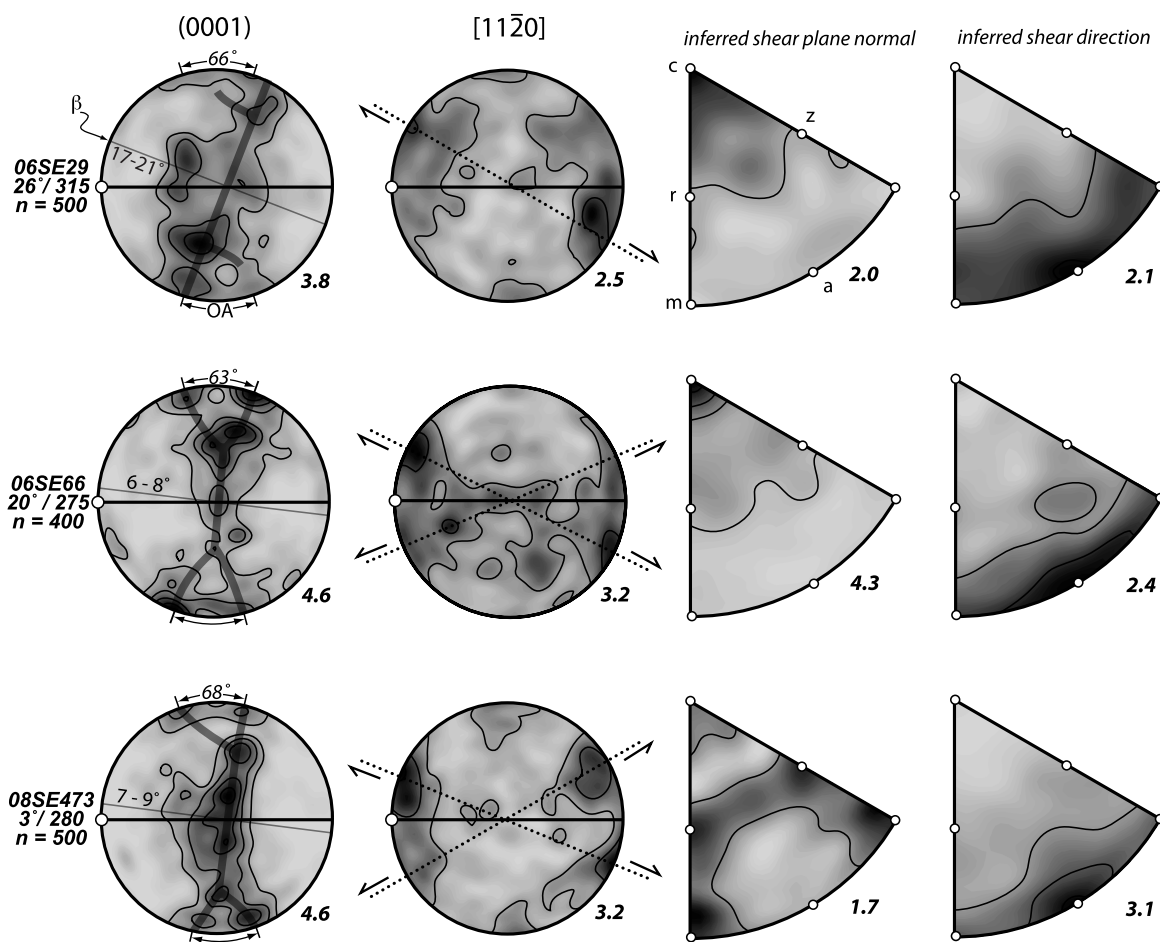 (0001)
[112̄0]
inferred shear plane normal
inferred shear direction
66°
β
17-21°
06SE29
26°/ 315
n = 500
OA
3.8
2.5
c
z
r
m
a
2.0
2.1
63°
6 - 8°
06SE66
20°/ 275
n = 400
4.6
3.2
4.3
2.4
68°
7 - 9°
08SE473
3°/ 280
n = 500
4.6
3.2
1.7
3.1